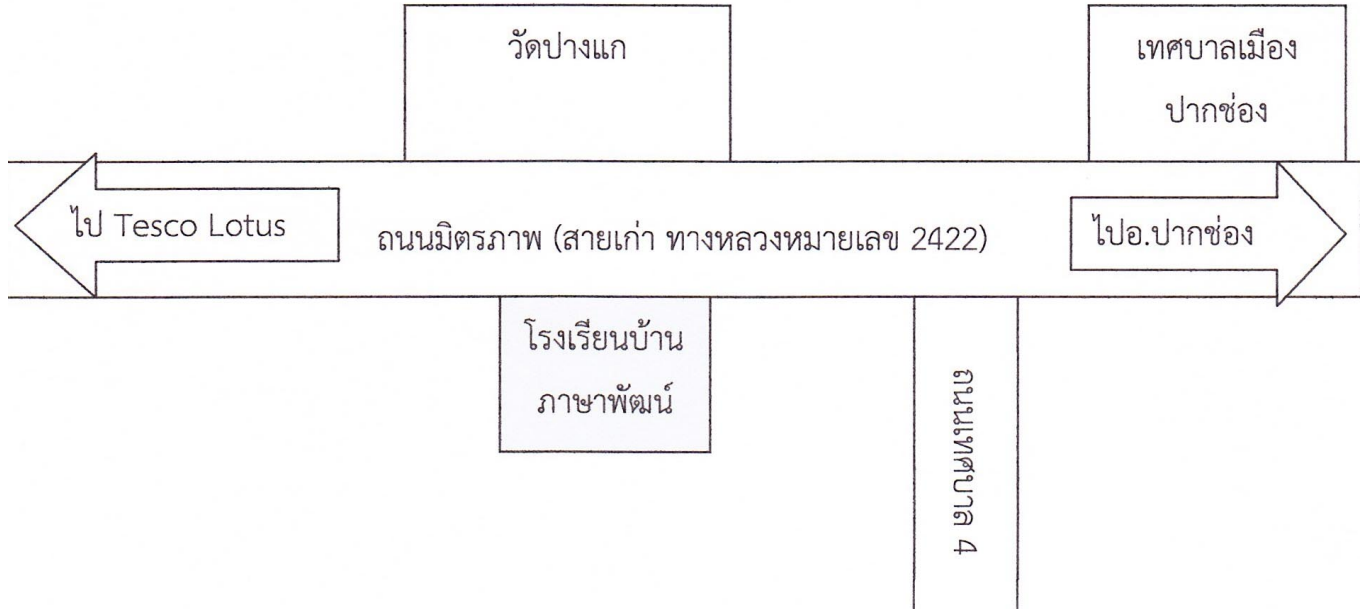 วัดปางแก
เทศบาลเมือง
ปากช่อง
ไป Tesco Lotus
ถนนมิตรภาพ (สายเก่า ทางหลวงหมายเลข 2422)
ไปอ.ปากช่อง
โรงเรียนบ้าน
ภาษาพัฒน์
ถนนเทศบาล 4